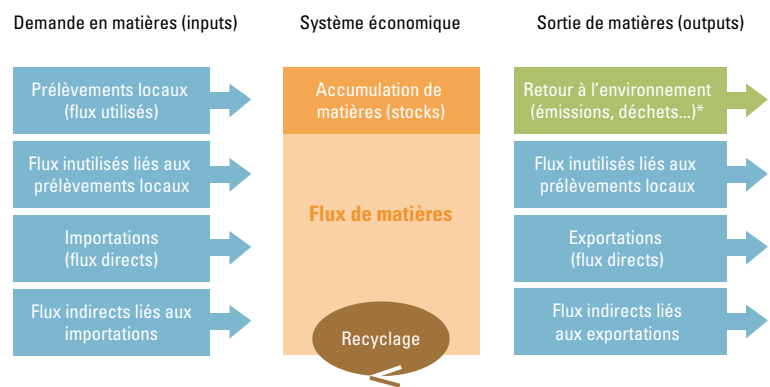 Demande en matières (inputs)
Système économique
Sortie de matières (outputs)
Prélèvements locaux
(flux utilisés)
Flux inutilisés liés aux
prélèvements locaux
Importations
(flux directs)
Flux indirects liés aux
importations
Accumulation de
matières (stocks)
Flux de matières
Recyclage
Retour à l'environnement
(émissions, déchets...)*
Flux inutilisés liés aux
prélèvements locaux
Exportations
(flux directs)
Flux indirects liés
aux exportations